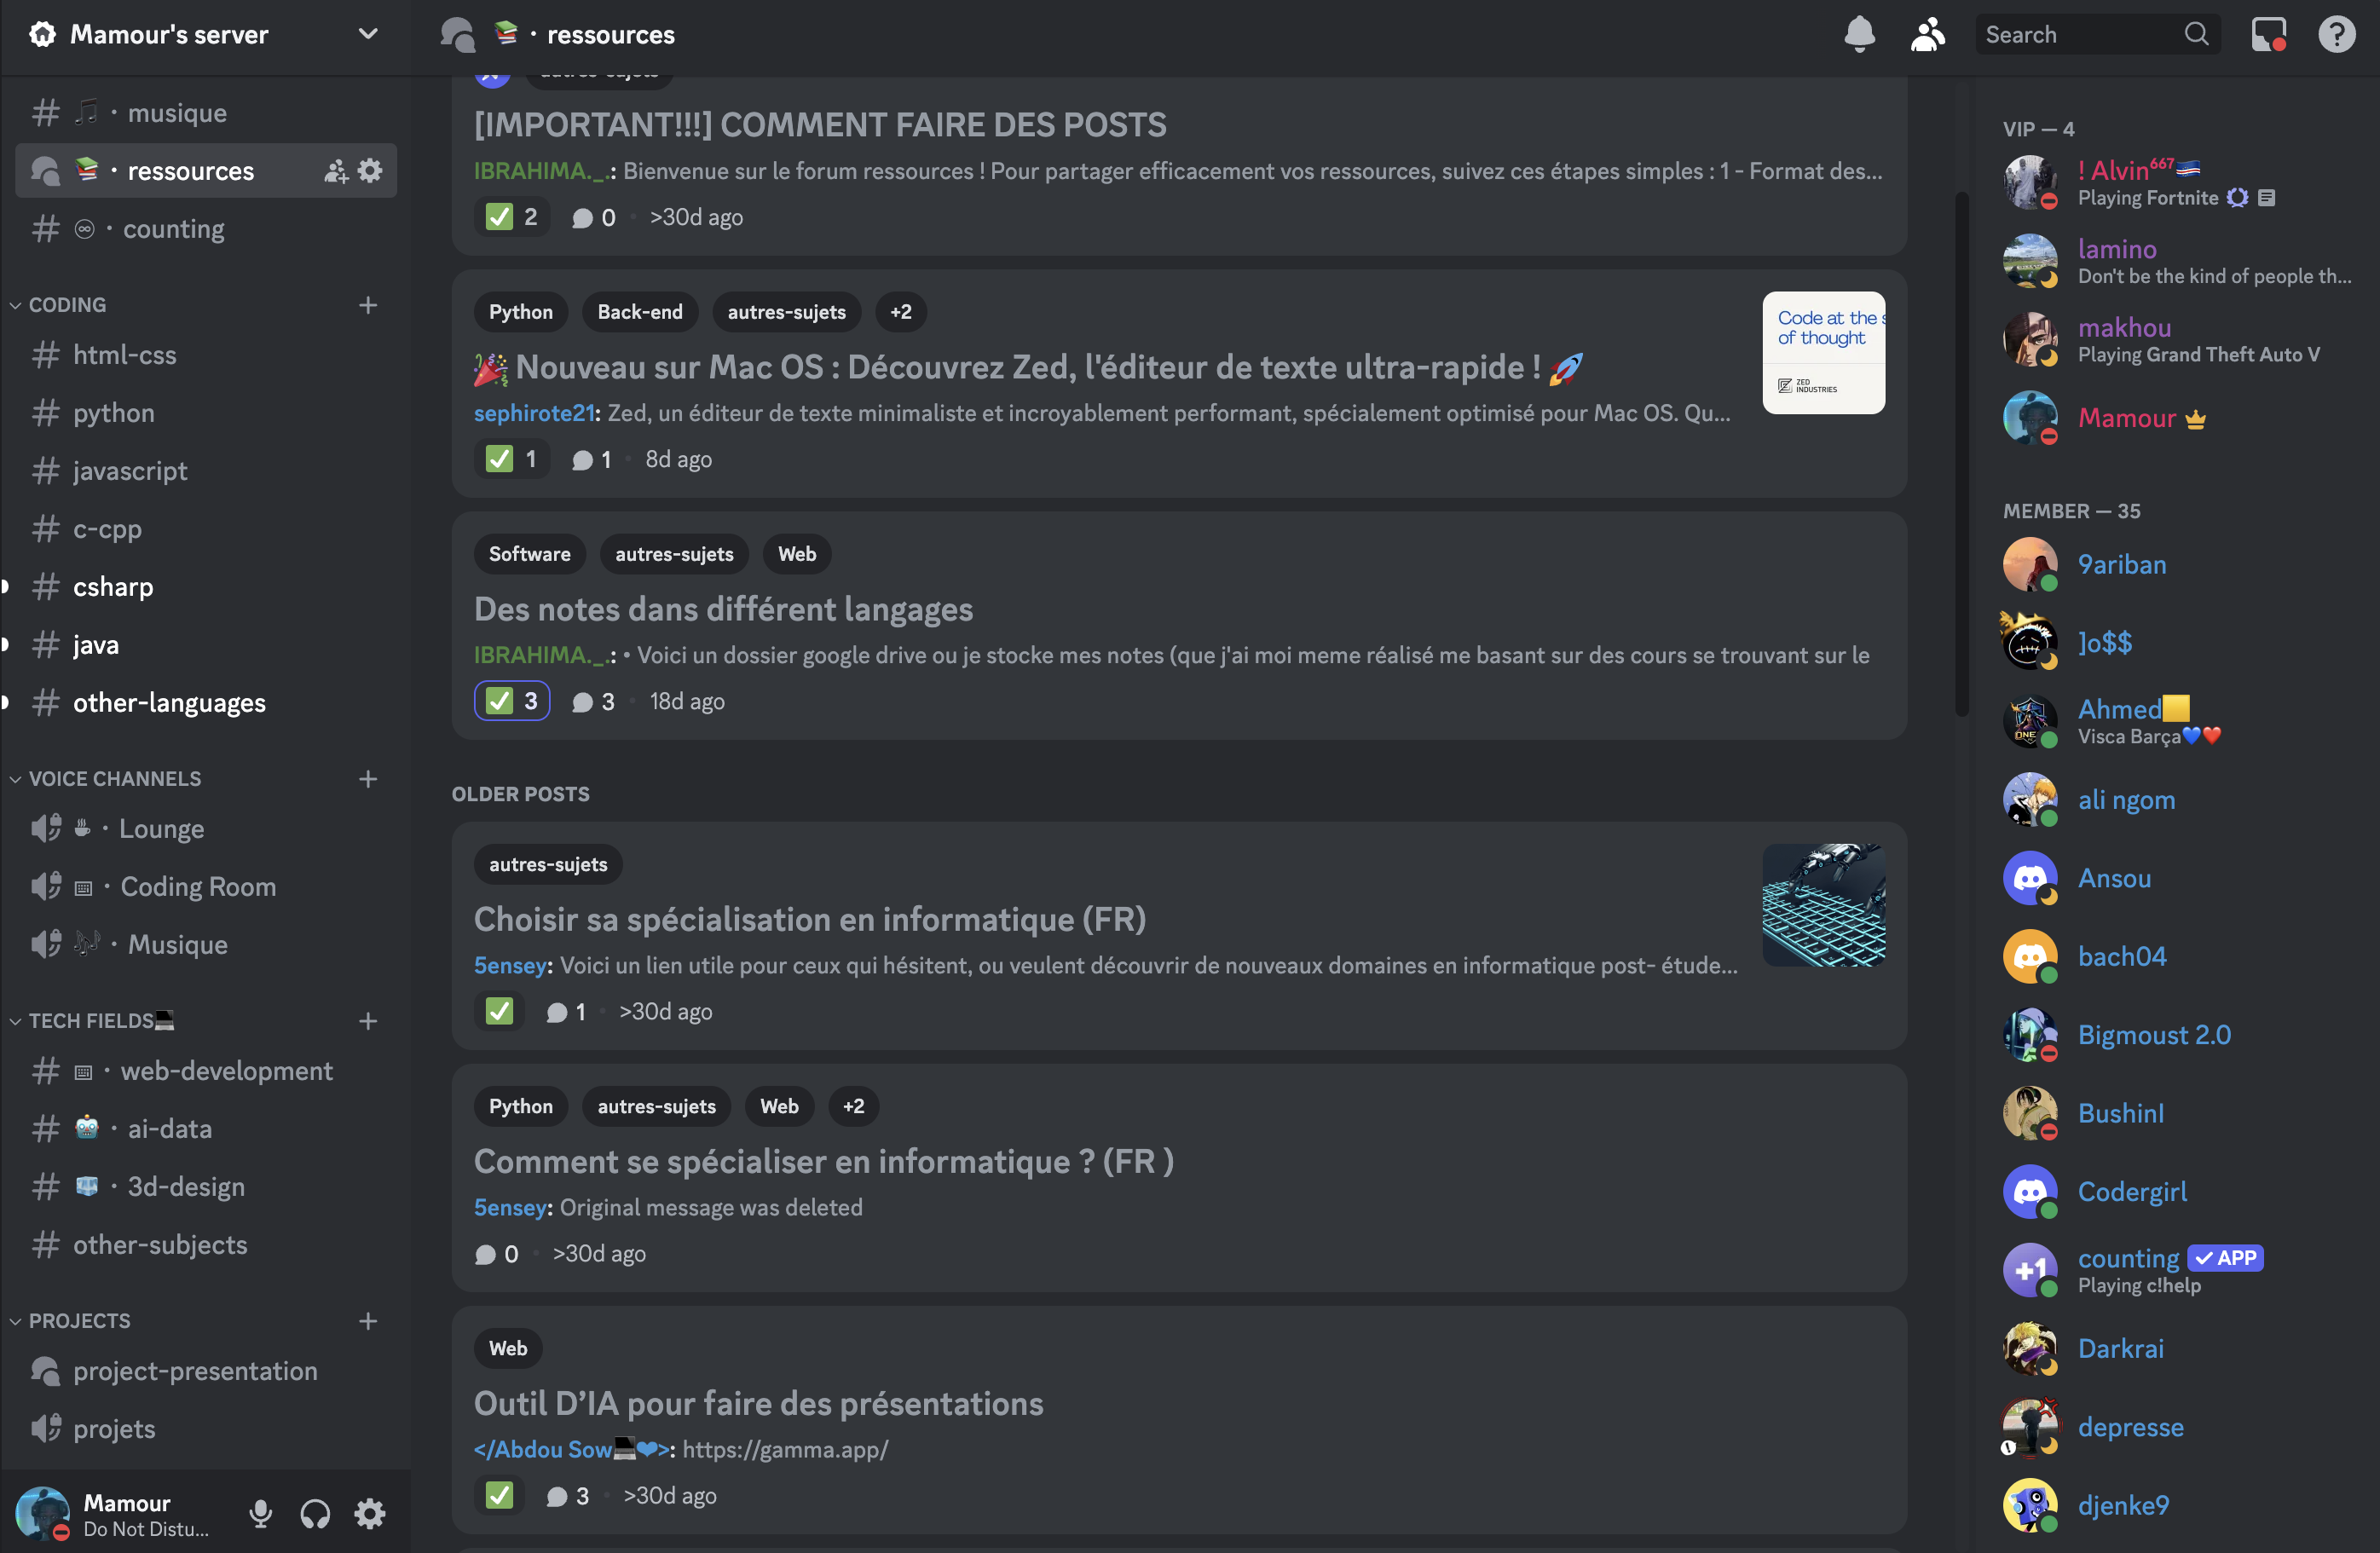 Mamour's server
🎵 · musique
📚 · ressources
♾ · counting
CODING
html-css
python
javascript
c-cpp
csharp
java
other-languages
VOICE CHANNELS
☕ · Lounge
⌨ · Coding Room
🎶 · Musique
TECH FIELDS💻
⌨ · web-development
🤖 · ai-data
🧊 · 3d-design
other-subjects
PROJECTS
project-presentation
projets
Mamour
Do Not Distu...
📚 · ressources
Search
autres-sujets
[IMPORTANT!!!] COMMENT FAIRE DES POSTS
IBRAHIMA._.: Bienvenue sur le forum ressources ! Pour partager efficacement vos ressources, suivez ces étapes simples : 1 - Format des...
✅ 2 0 >30d ago
Python Back-end autres-sujets +2
🎉 Nouveau sur Mac OS : Découvrez Zed, l'éditeur de texte ultra-rapide ! 🚀
sephirote21: Zed, un éditeur de texte minimaliste et incroyablement performant, spécialement optimisé pour Mac OS. Qu...
✅ 1 1 8d ago
Code at the s
of thought
ZED
INDUSTRIES
Software autres-sujets Web
Des notes dans différent langages
IBRAHIMA._.: • Voici un dossier google drive ou je stocke mes notes (que j'ai moi meme réalisé me basant sur des cours se trouvant sur le
✅ 3 3 18d ago
OLDER POSTS
autres-sujets
Choisir sa spécialisation en informatique (FR)
5ensey: Voici un lien utile pour ceux qui hésitent, ou veulent découvrir de nouveaux domaines en informatique post- étude...
✅ 1 >30d ago
Python autres-sujets Web +2
Comment se spécialiser en informatique ? (FR )
5ensey: Original message was deleted
0 >30d ago
Web
Outil D’IA pour faire des présentations
</Abdou Sow💻💙>: https://gamma.app/
✅ 3 >30d ago
VIP — 4
! Alvin⁶⁶⁷🇨🇻
Playing Fortnite
lamino
Don't be the kind of people th...
makhou
Playing Grand Theft Auto V
Mamour
MEMBER — 35
9ariban
]o$$
Ahmed🟨
Visca Barça💙❤️
ali ngom
Ansou
bach04
Bigmoust 2.0
BushinI
Codergirl
+1
counting ✓ APP
Playing c!help
Darkrai
depresse
djenke9